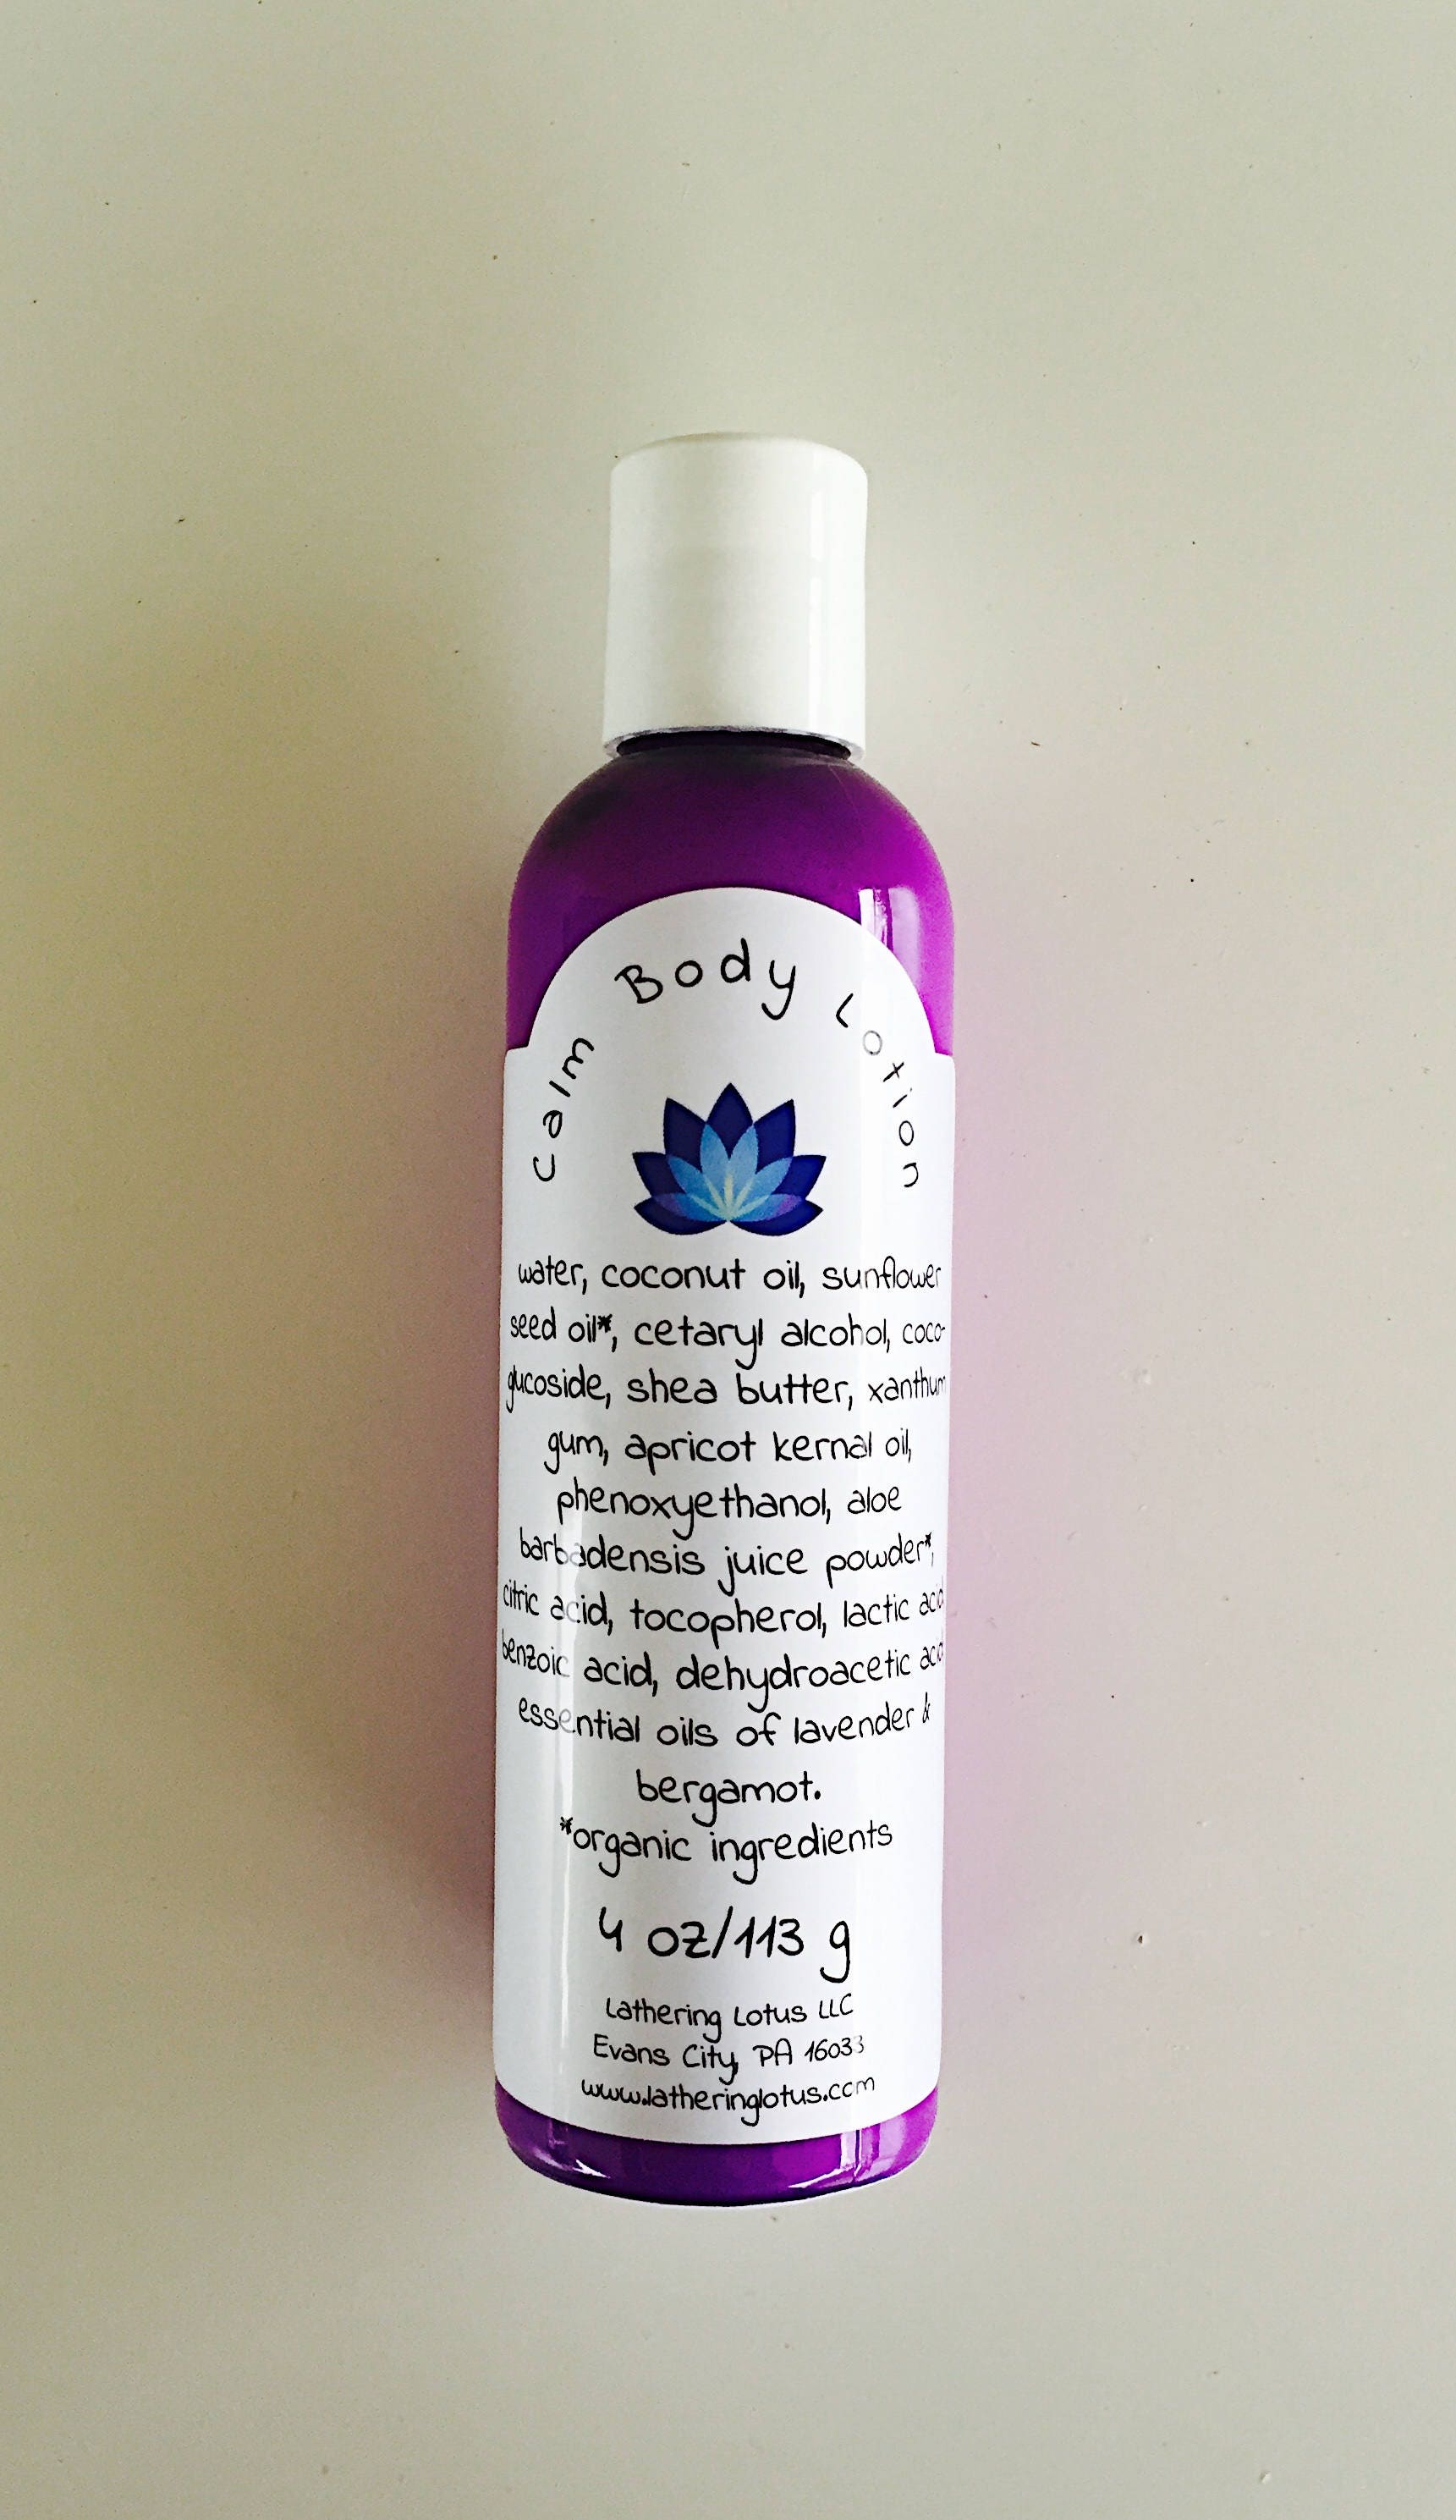 Calm Body Lotion
water, coconut oil, sunflower
seed oil*, cetaryl alcohol, coco-
glucoside, shea butter, xanthum
gum, apricot kernal oil,
phenoxyethanol, aloe
barbadensis juice powder*,
citric acid, tocopherol, lactic acid
benzoic acid, dehydroacetic acid
essential oils of lavender &
bergamot.
*organic ingredients
4 oz/113 g
Lathering Lotus LLC
Evans City, PA 16033
www.latheringlotus.com